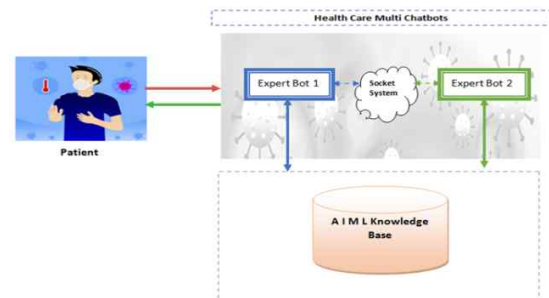 Health Care Multi Chatbots
Expert Bot 1
Socket
System
Expert Bot 2
Patient
A I M L Knowledge
Base